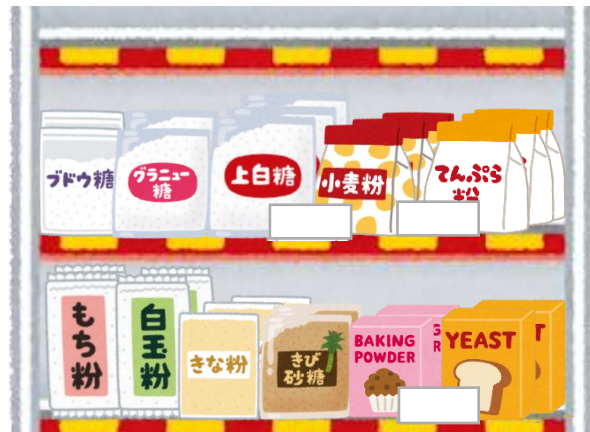 ブドウ糖
グラニュー
糖
上白糖
小麦粉
てんぷら
粉
もち粉
白玉粉
きな粉
きび
砂糖
BAKING
POWDER
YEAST